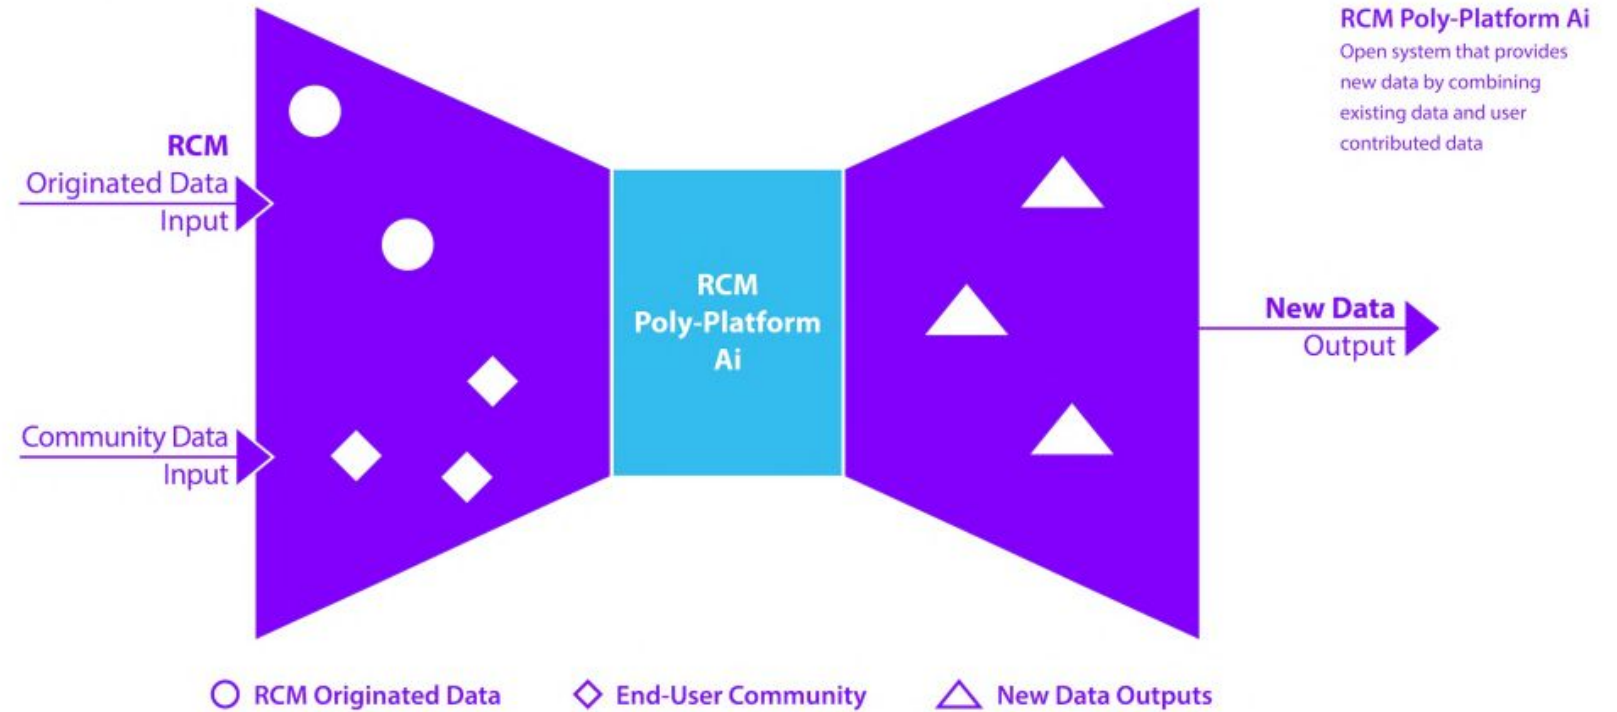 RCM Poly-Platform Ai
Open system that provides
new data by combining
existing data and user
contributed data
RCM
Originated Data
Input
Community Data
Input
RCM
Poly-Platform
Ai
New Data
Output
RCM Originated Data
End-User Community
New Data Outputs